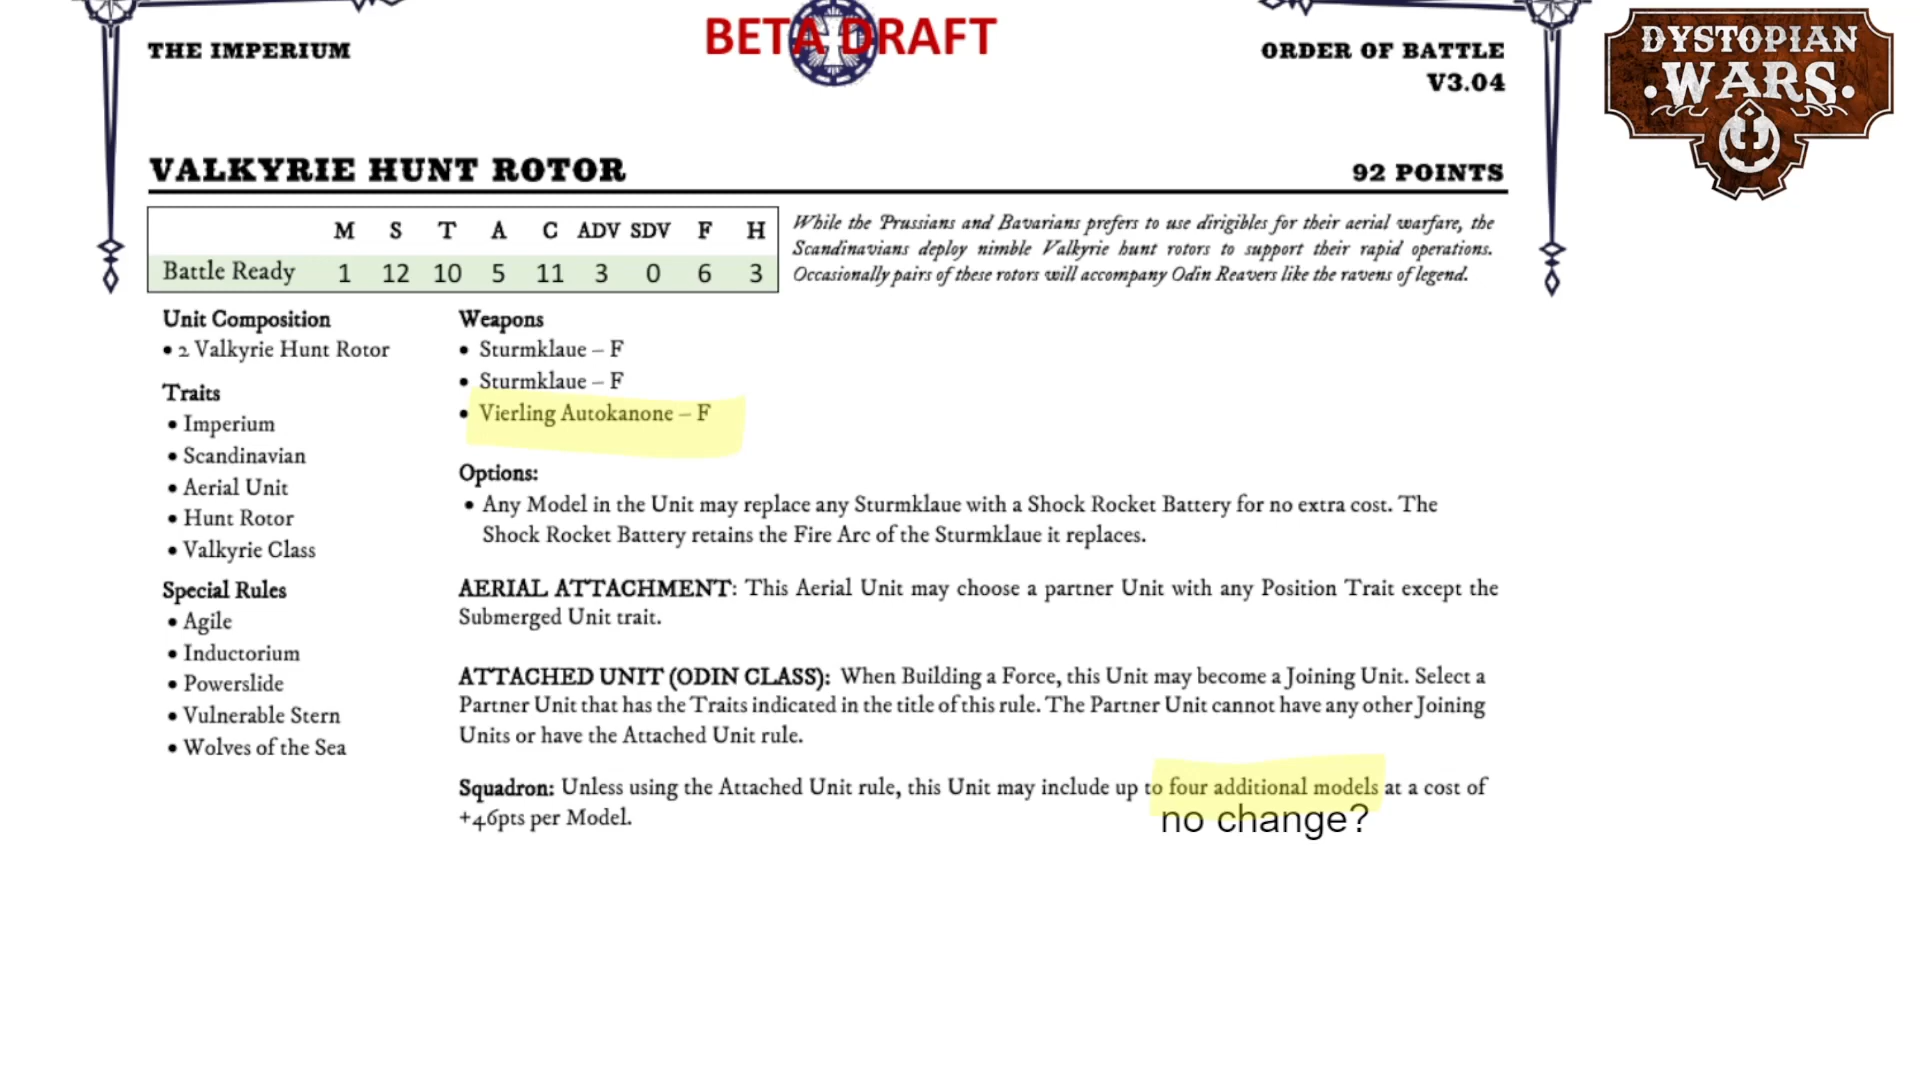 THE IMPERIUM
BETA DRAFT
ORDER OF BATTLE
V3.04
DYSTOPIAN
WARS
VALKYRIE HUNT ROTOR
92 POINTS
M S T A C ADV SDV F H
Battle Ready 1 12 10 5 11 3 0 6 3
While the Prussians and Bavarians prefers to use dirigibles for their aerial warfare, the
Scandinavians deploy nimble Valkyrie hunt rotors to support their rapid operations.
Occasionally pairs of these rotors will accompany Odin Reavers like the ravens of legend.
Unit Composition
• 2 Valkyrie Hunt Rotor
Traits
• Imperium
• Scandinavian
• Aerial Unit
• Hunt Rotor
• Valkyrie Class
Special Rules
• Agile
• Inductorium
• Powerslide
• Vulnerable Stern
• Wolves of the Sea
Weapons
• Sturmklaue – F
• Sturmklaue – F
• Vierling Autokanone – F
Options:
• Any Model in the Unit may replace any Sturmklaue with a Shock Rocket Battery for no extra cost. The
Shock Rocket Battery retains the Fire Arc of the Sturmklaue it replaces.
AERIAL ATTACHMENT: This Aerial Unit may choose a partner Unit with any Position Trait except the
Submerged Unit trait.
ATTACHED UNIT (ODIN CLASS): When Building a Force, this Unit may become a Joining Unit. Select a
Partner Unit that has the Traits indicated in the title of this rule. The Partner Unit cannot have any other Joining
Units or have the Attached Unit rule.
Squadron: Unless using the Attached Unit rule, this Unit may include up to four additional models at a cost of
+46pts per Model.
no change?